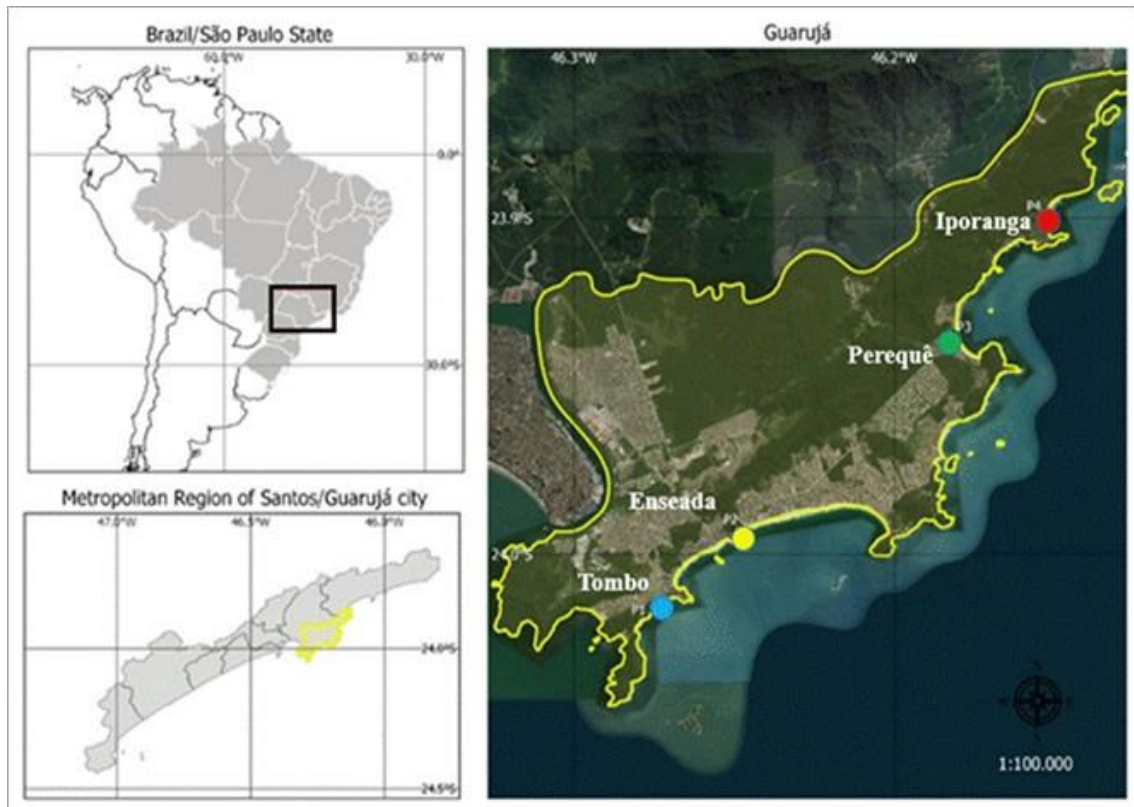 Brazil/São Paulo State
60.0°W
30.0°W
0.0°
30.0°S
Metropolitan Region of Santos/Guarujá city
47.0°W
46.5°W
46.0°W
24.0°S
24.5°S
Guarujá
46.3°W
46.2°W
23.9°S
P4
Iporanga
P3
Perequê
Enseada
P2
24.0°S
Tombo
P1
1:100.000